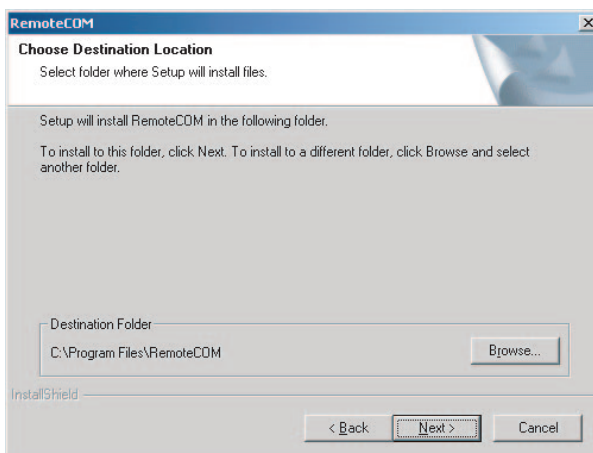 RemoteCOM
Choose Destination Location
Select folder where Setup will install files.
Setup will install RemoteCOM in the following folder.
To install to this folder, click Next. To install to a different folder, click Browse and select
another folder.
Destination Folder
C:\Program Files\RemoteCOM
Browse...
InstallShield
< Back Next > Cancel